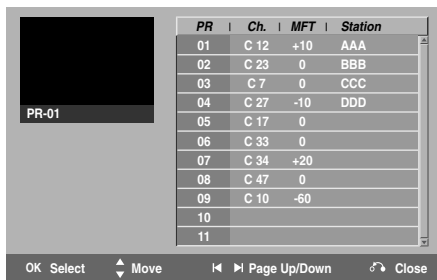 PR Ch. MFT Station
01 C 12 +10 AAA
02 C 23 0 BBB
03 C 7 0 CCC
04 C 27 -10 DDD
05 C 17 0
06 C 33 0
07 C 34 +20
08 C 47 0
09 C 10 -60
10
11
PR-01
OK Select Move Page Up/Down Close